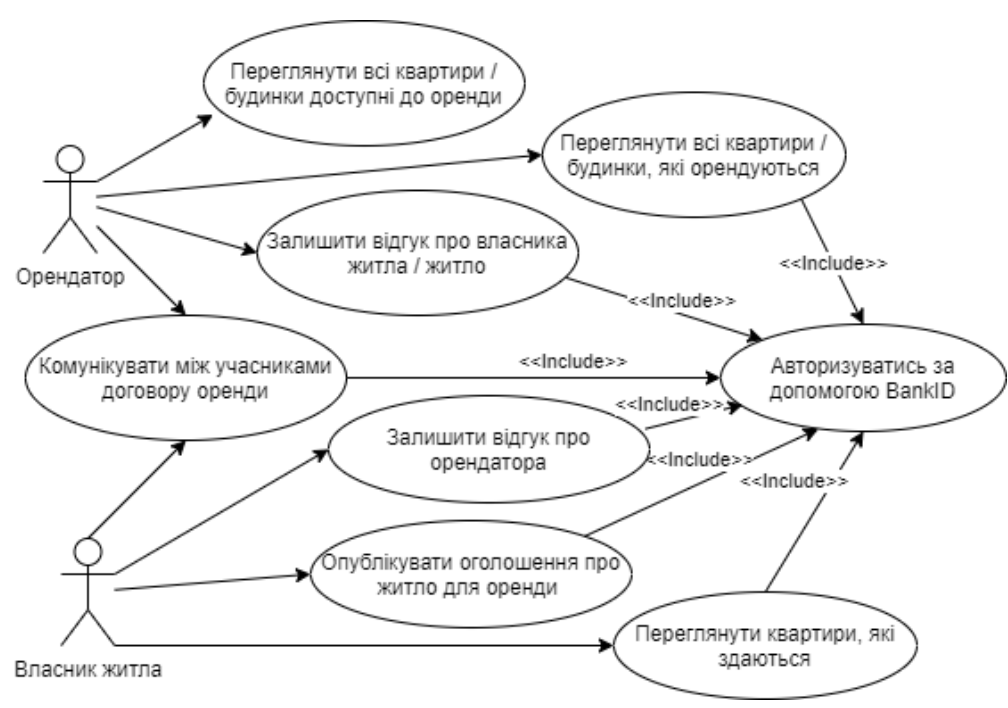 Переглянути всі квартири /
будинки доступні до оренди
Переглянути всі квартири /
будинки, які орендуються
Орендатор
Залишити відгук про власника
житла / житло
<<Include>>
<<Include>>
Комунікувати між учасниками
договору оренди
<<Include>>
Авторизуватись за
допомогою BankID
<<Include>>
Залишити відгук про
орендатора
<<Include>>
<<Include>>
Опублікувати оголошення про
житло для оренди
Власник житла
Переглянути квартири, які
здаються